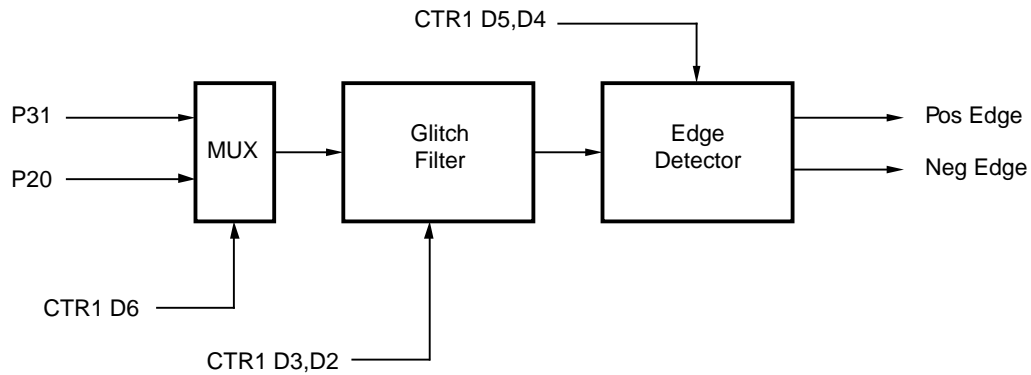 CTR1 D5,D4
P31
P20
MUX
Glitch
Filter
Edge
Detector
Pos Edge
Neg Edge
CTR1 D6
CTR1 D3,D2